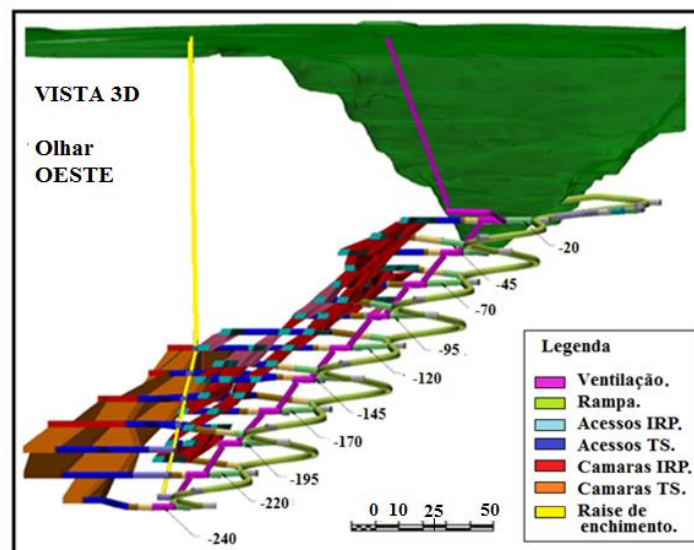 VISTA 3D
Olhar
OESTE
-20
-45
-70
-95
-120
-145
-170
-195
-220
-240
Legenda
Ventilação.
Rampa.
Acessos IRP.
Acessos TS.
Camaras IRP.
Camaras TS.
Raise de
enchimento.
0 10 25 50